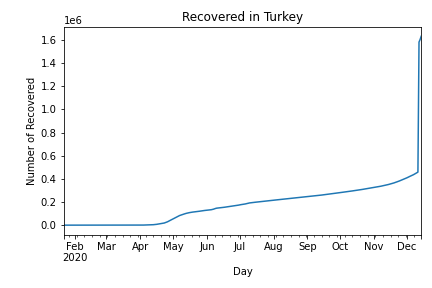 Recovered in Turkey
1e6
1.6
1.4
1.2
1.0
0.8
0.6
0.4
0.2
0.0
Number of Recovered
Feb Mar Apr May Jun Jul Aug Sep Oct Nov Dec
2020
Day